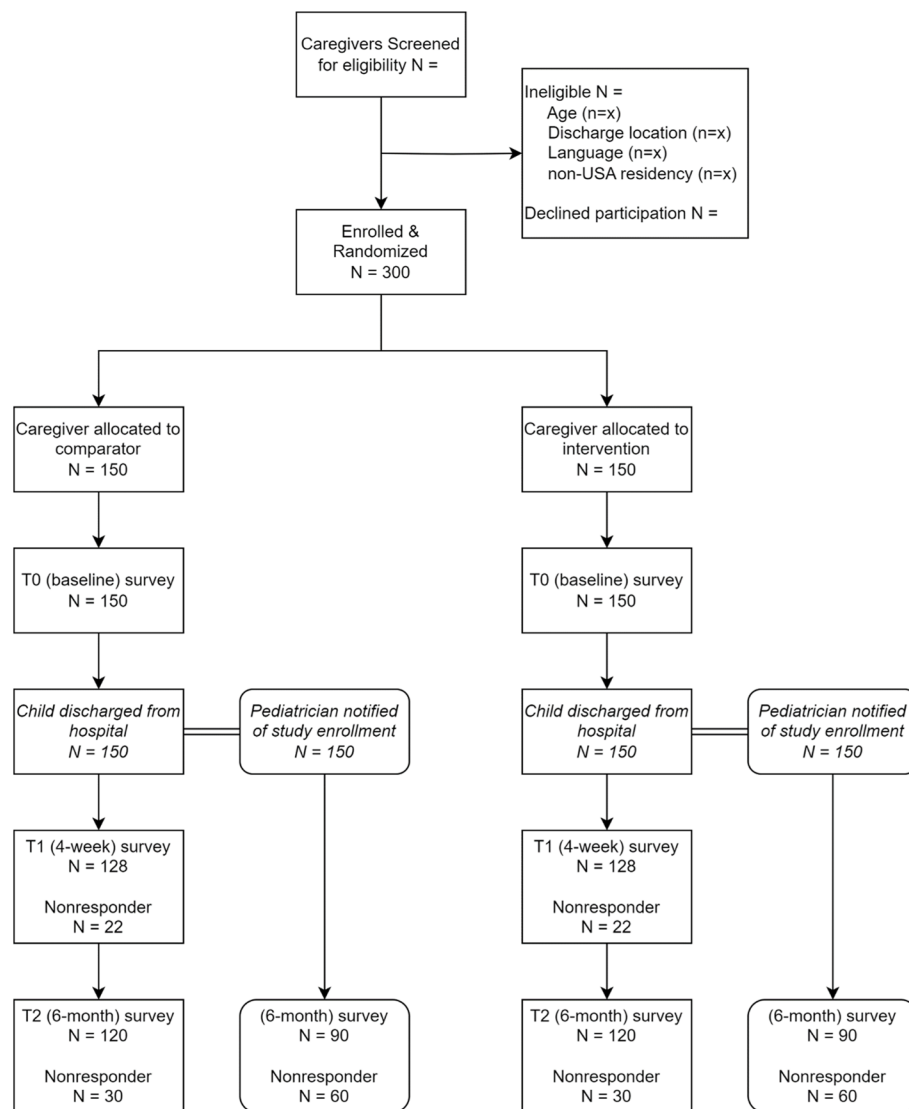 Caregivers Screened
for eligibility N =
Ineligible N =
Age (n=x)
Discharge location (n=x)
Language (n=x)
non-USA residency (n=x)
Declined participation N =
Enrolled &
Randomized
N = 300
Caregiver allocated to
comparator
N = 150
Caregiver allocated to
intervention
N = 150
T0 (baseline) survey
N = 150
T0 (baseline) survey
N = 150
Child discharged from
hospital
N = 150
Pediatrician notified
of study enrollment
N = 150
Child discharged from
hospital
N = 150
Pediatrician notified
of study enrollment
N = 150
T1 (4-week) survey
N = 128
Nonresponder
N = 22
T1 (4-week) survey
N = 128
Nonresponder
N = 22
T2 (6-month) survey
N = 120
Nonresponder
N = 30
(6-month) survey
N = 90
Nonresponder
N = 60
T2 (6-month) survey
N = 120
Nonresponder
N = 30
(6-month) survey
N = 90
Nonresponder
N = 60